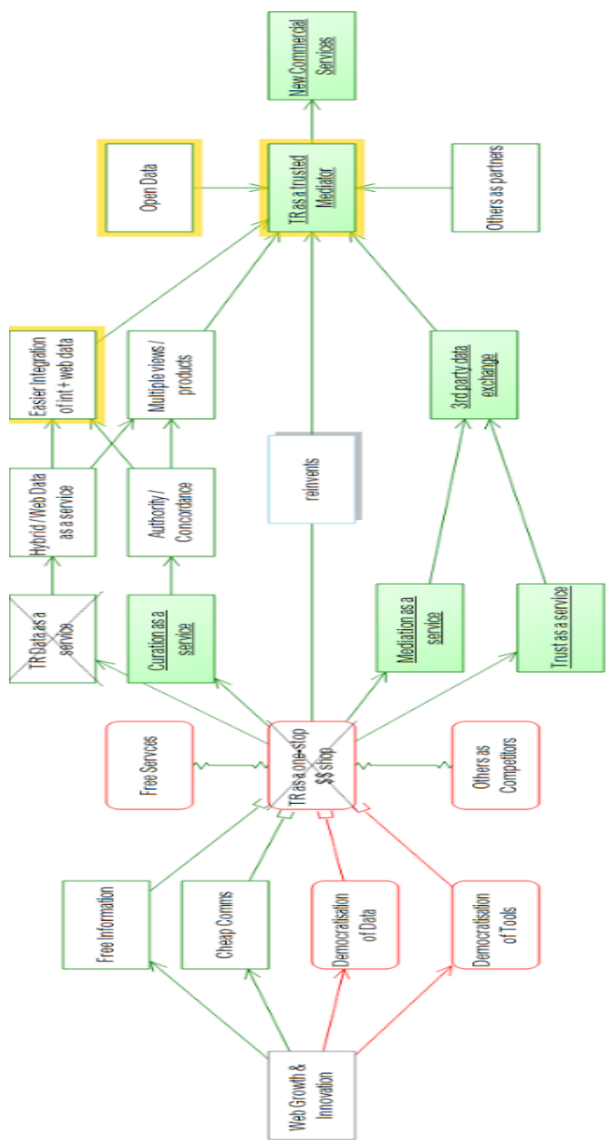 Web Growth &
Innovation
Free Information
Cheap Comms
Democratisation
of Data
Democratisation
of Tools
Free Servces
TR as a one-stop
$$ shop
Others as
Competitors
TR Data as a
service
Curation as a
service
Mediation as a
service
Trust as a service
Hybrid / Web Data
as a service
Authority /
Concordance
reinvents
Easier Integration
of int + web data
Multiple views /
products
3rd party data
exchange
Open Data
TR as a trusted
Mediator
Others as partners
New Commercial
Services